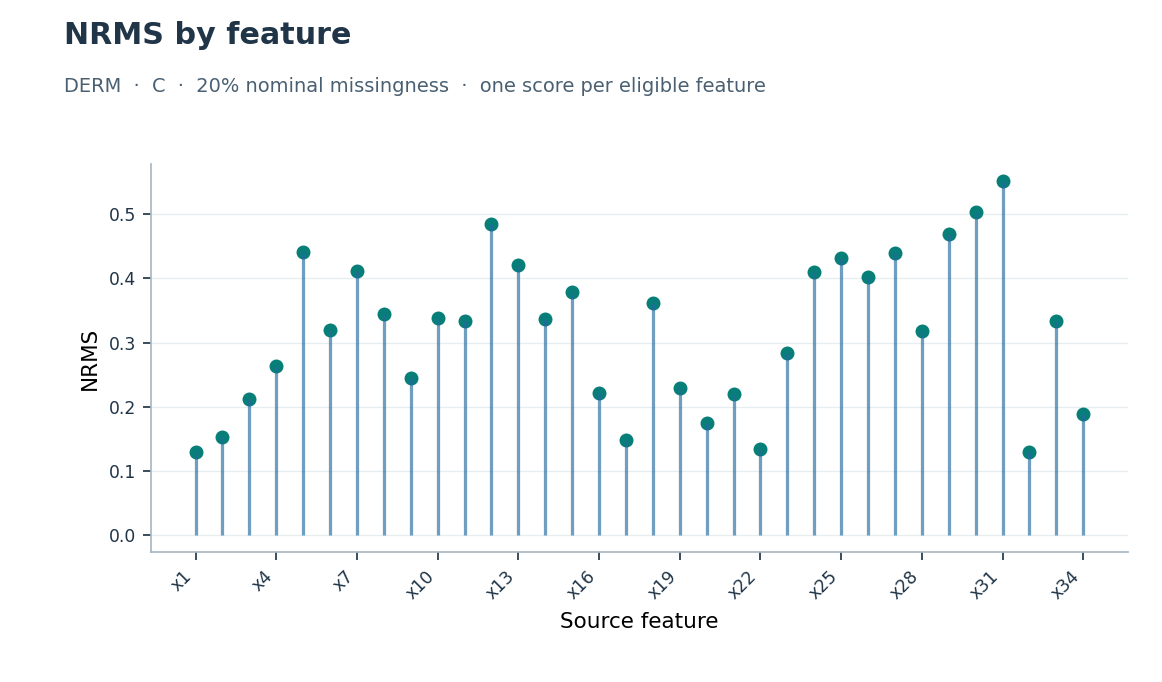 NRMS by feature
DERM · C · 20% nominal missingness · one score per eligible feature
0.5
0.4
0.3
0.2
0.1
0.0
NRMS
x1 x4 x7 x10 x13 x16 x19 x22 x25 x28 x31 x34
Source feature